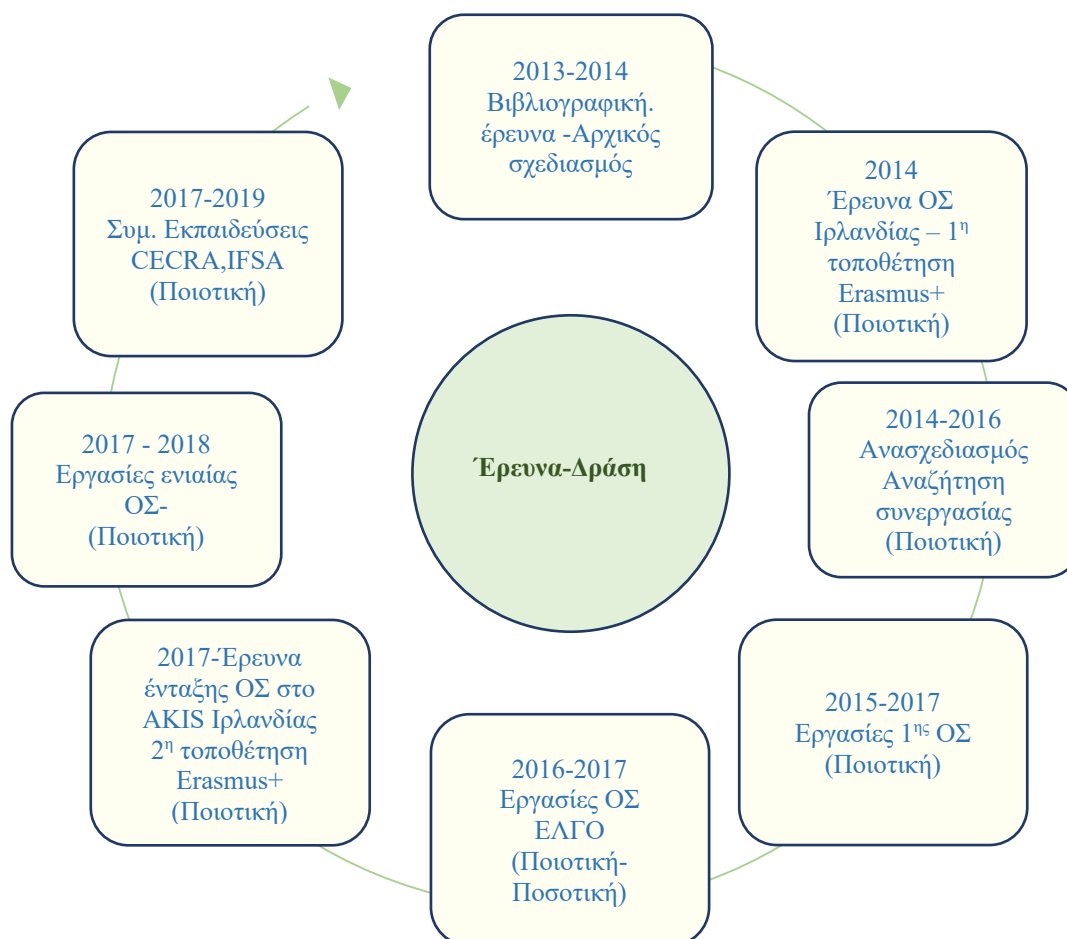 2013-2014
Βιβλιογραφική.
έρευνα -Αρχικός
σχεδιασμός
2014
Έρευνα ΟΣ
Ιρλανδίας – 1η
τοποθέτηση
Erasmus+
(Ποιοτική)
2014-2016
Ανασχεδιασμός
Αναζήτηση
συνεργασίας
(Ποιοτική)
2015-2017
Εργασίες 1ης ΟΣ
(Ποιοτική)
2016-2017
Εργασίες ΟΣ
ΕΛΓΟ
(Ποιοτική-
Ποσοτική)
2017-Έρευνα
ένταξης ΟΣ στο
AKIS Ιρλανδίας
2η τοποθέτηση
Erasmus+
(Ποιοτική)
2017 - 2018
Εργασίες ενιαίας
ΟΣ-
(Ποιοτική)
2017-2019
Συμ. Εκπαιδεύσεις
CECRA,IFSA
(Ποιοτική)
Έρευνα-Δράση